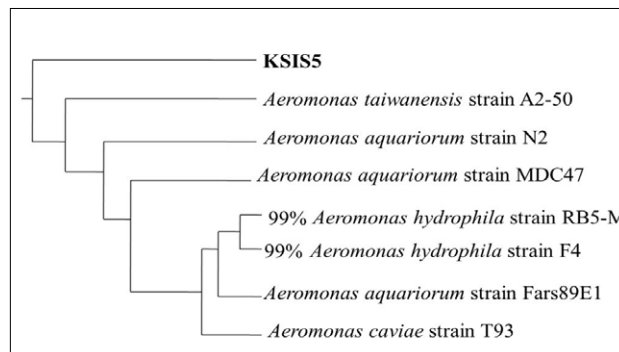 KSIS5
Aeromonas taiwanensis strain A2-50
Aeromonas aquariorum strain N2
Aeromonas aquariorum strain MDC47
99% Aeromonas hydrophila strain RB5-M
99% Aeromonas hydrophila strain F4
Aeromonas aquariorum strain Fars89E1
Aeromonas caviae strain T93